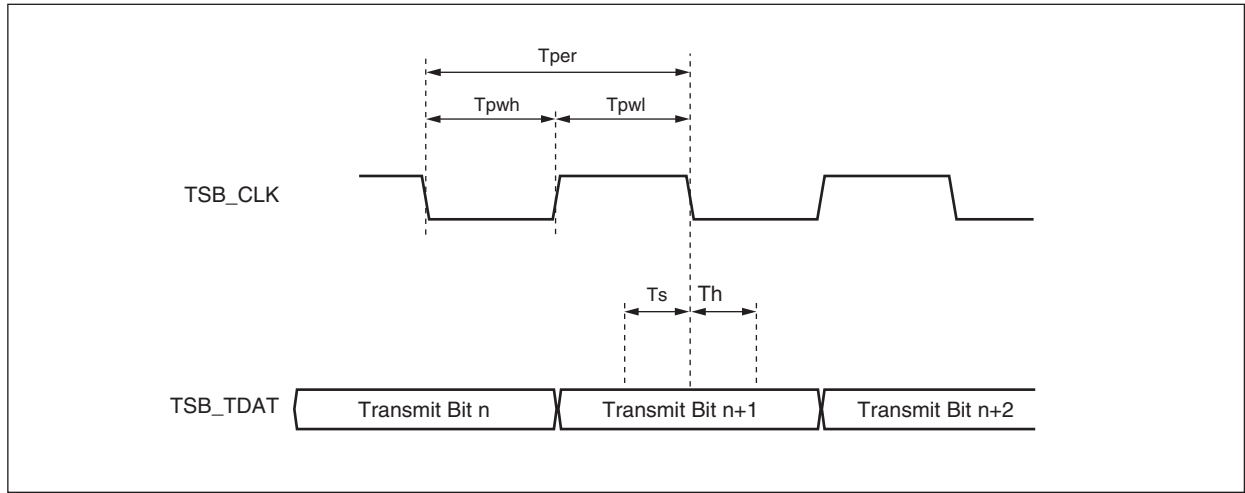 Tper
Tpwh
Tpwl
TSB_CLK
Ts
Th
TSB_TDAT
Transmit Bit n
Transmit Bit n+1
Transmit Bit n+2